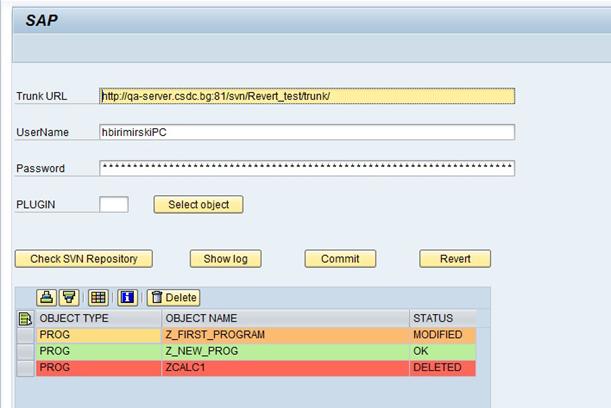 SAP
Trunk URL http://qa-server.csdc.bg:81/svn/Revert_test/trunk/
UserName hbirimirskiPC
Password ****************************************************************
PLUGIN Select object
Check SVN Repository Show log Commit Revert
Delete
OBJECT TYPE OBJECT NAME STATUS
PROG Z_FIRST_PROGRAM MODIFIED
PROG Z_NEW_PROG OK
PROG ZCALC1 DELETED